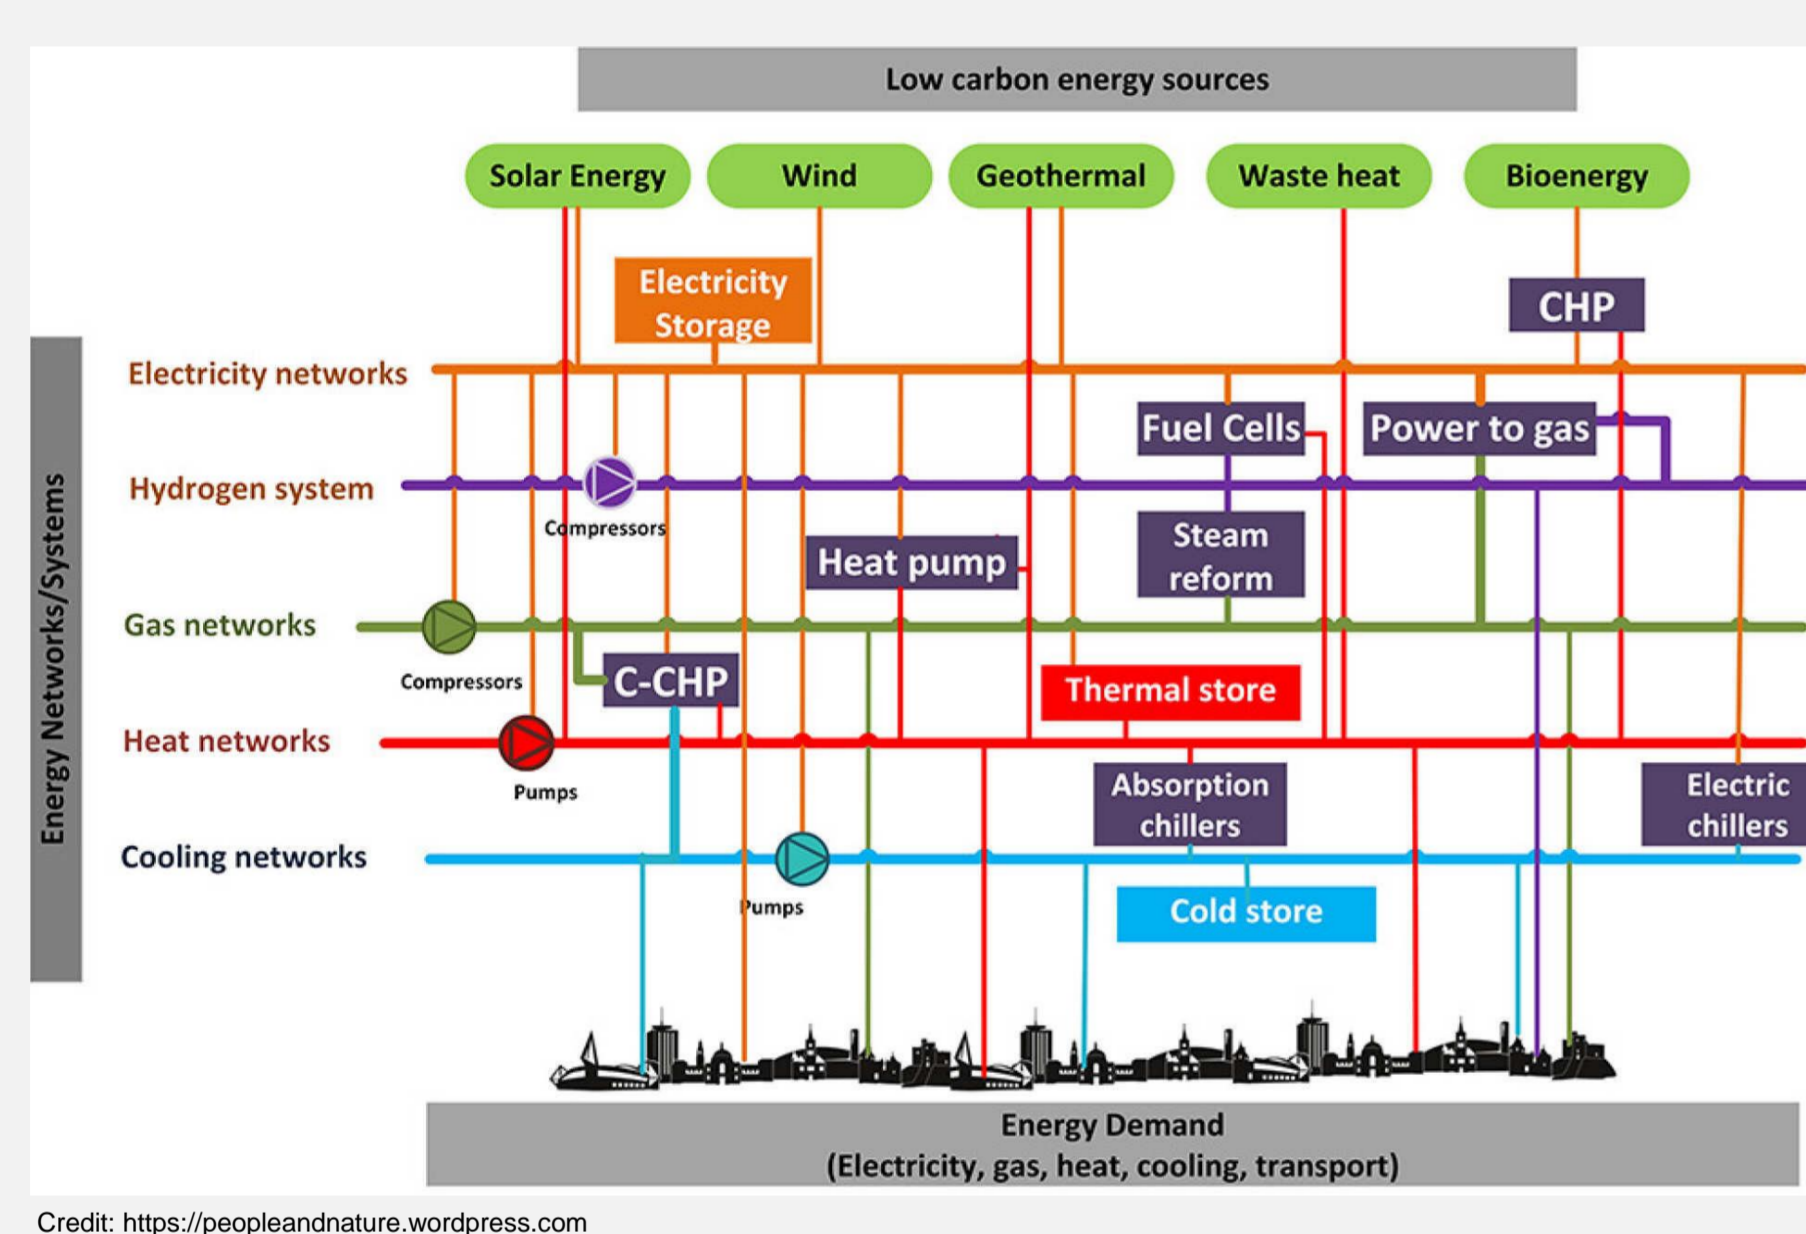 Low carbon energy sources
Solar Energy
Wind
Geothermal
Waste heat
Bioenergy
Electricity
Storage
CHP
Electricity networks
Fuel Cells
Power to gas
Hydrogen system
Compressors
Steam
reform
Heat pump
Gas networks
Compressors
C-CHP
Thermal store
Heat networks
Pumps
Absorption
chillers
Electric
chillers
Cooling networks
Pumps
Cold store
Energy Networks/Systems
Energy Demand
(Electricity, gas, heat, cooling, transport)
Credit: https://peopleandnature.wordpress.com